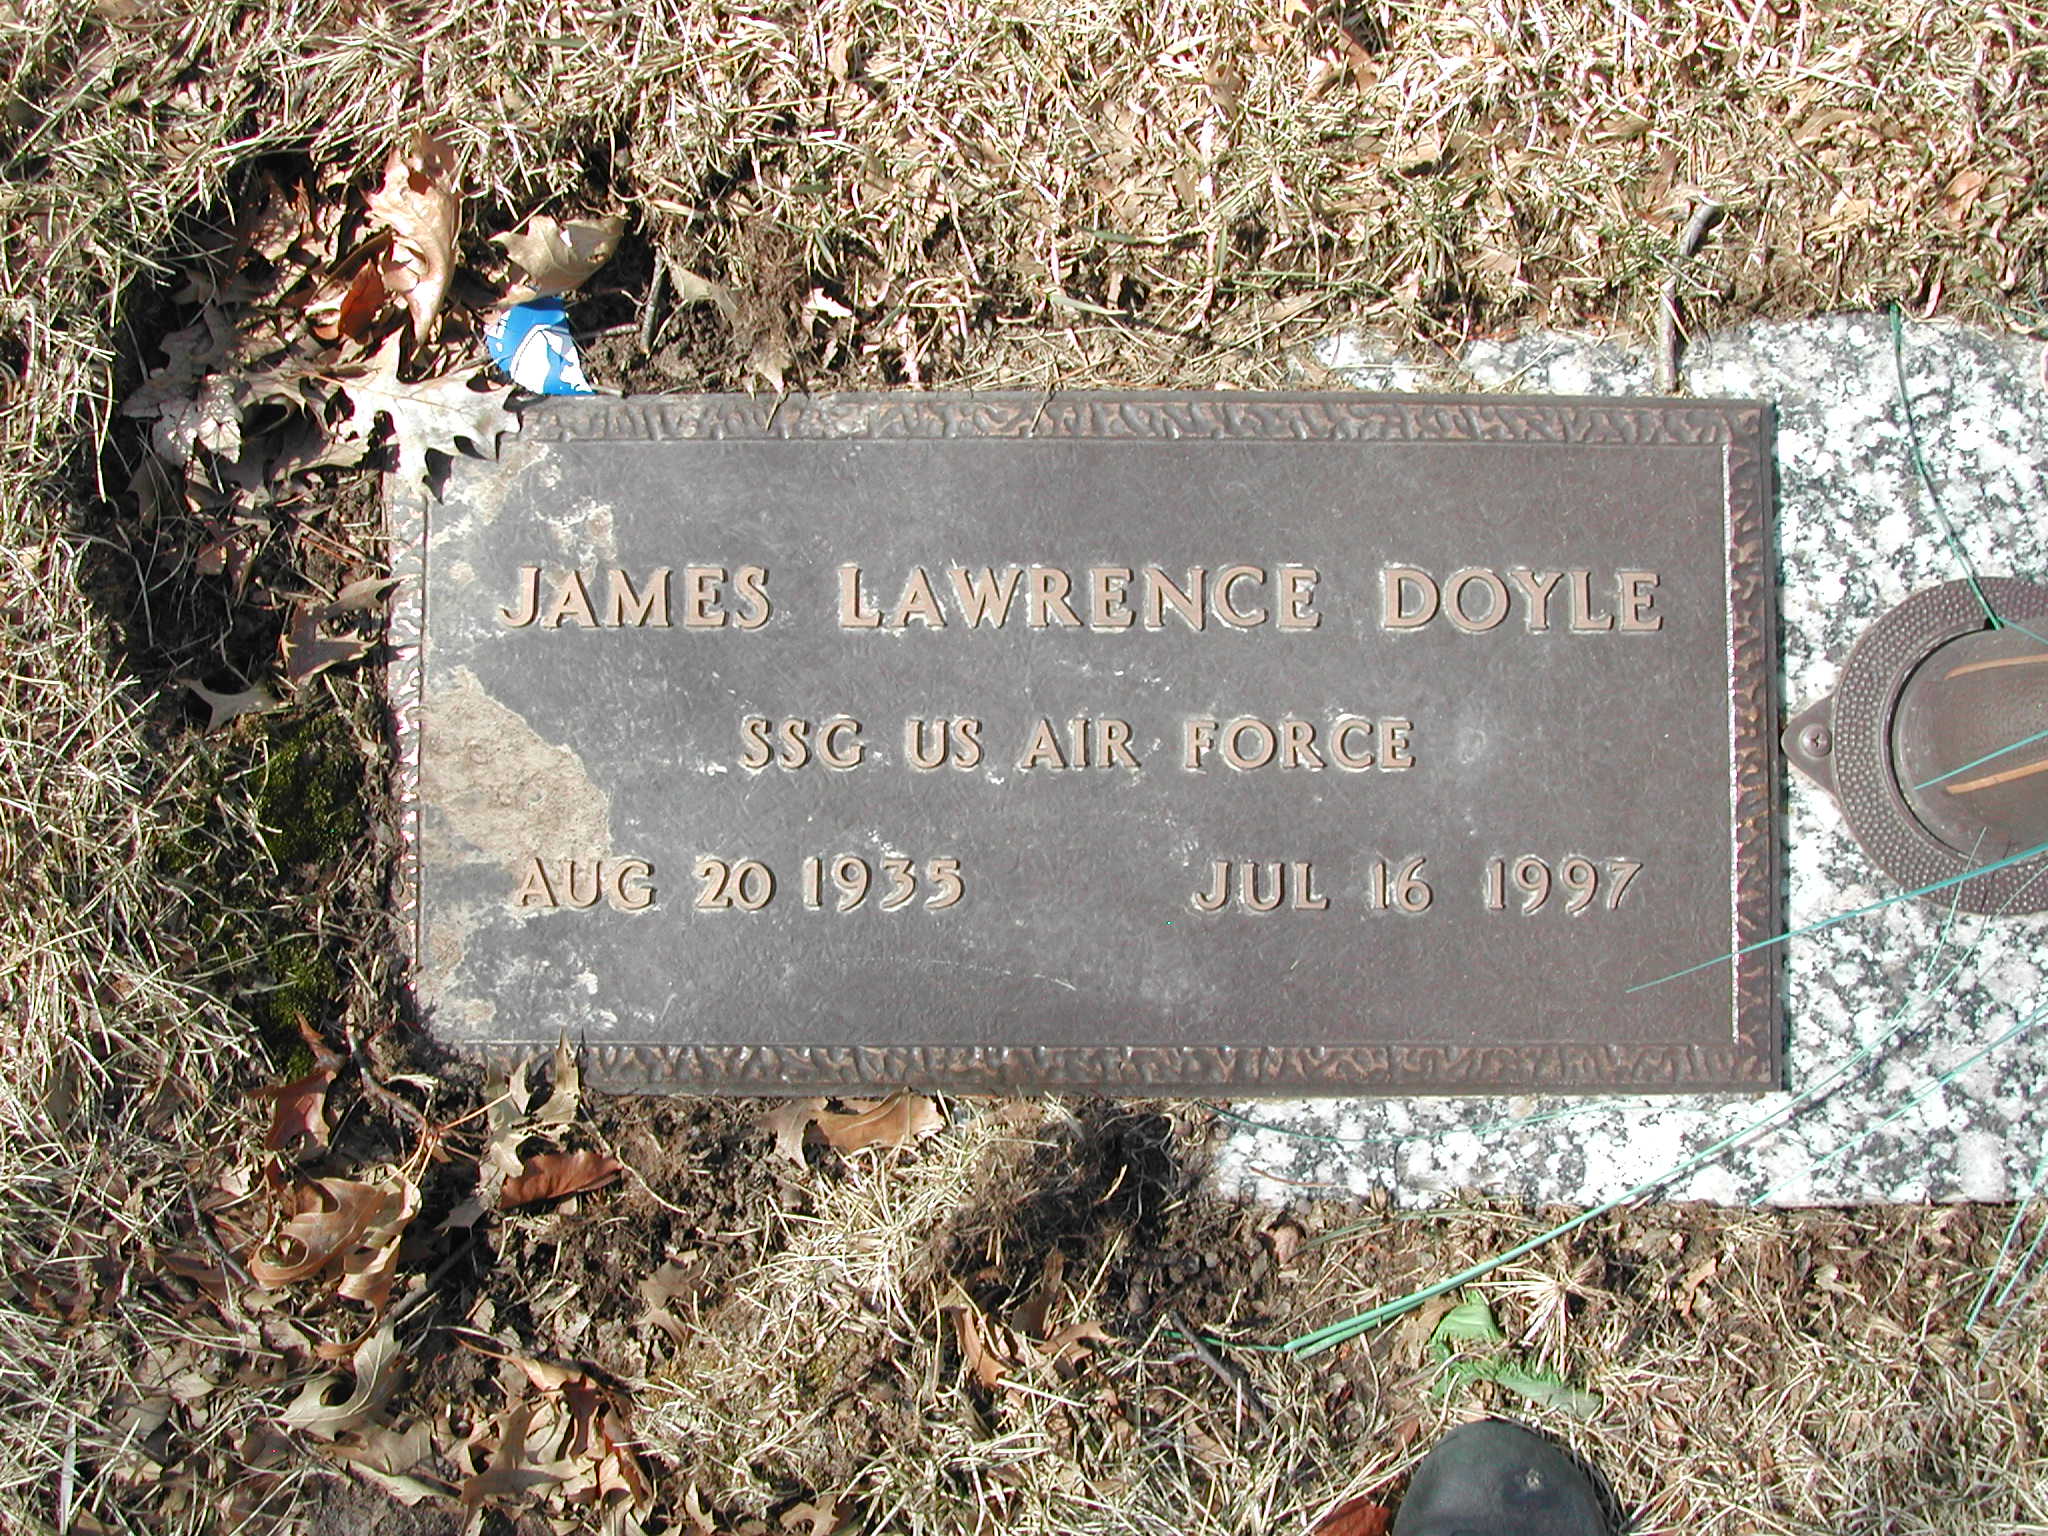 JAMES LAWRENCE DOYLE
SSG US AIR FORCE
AUG 20 1935 JUL 16 1997